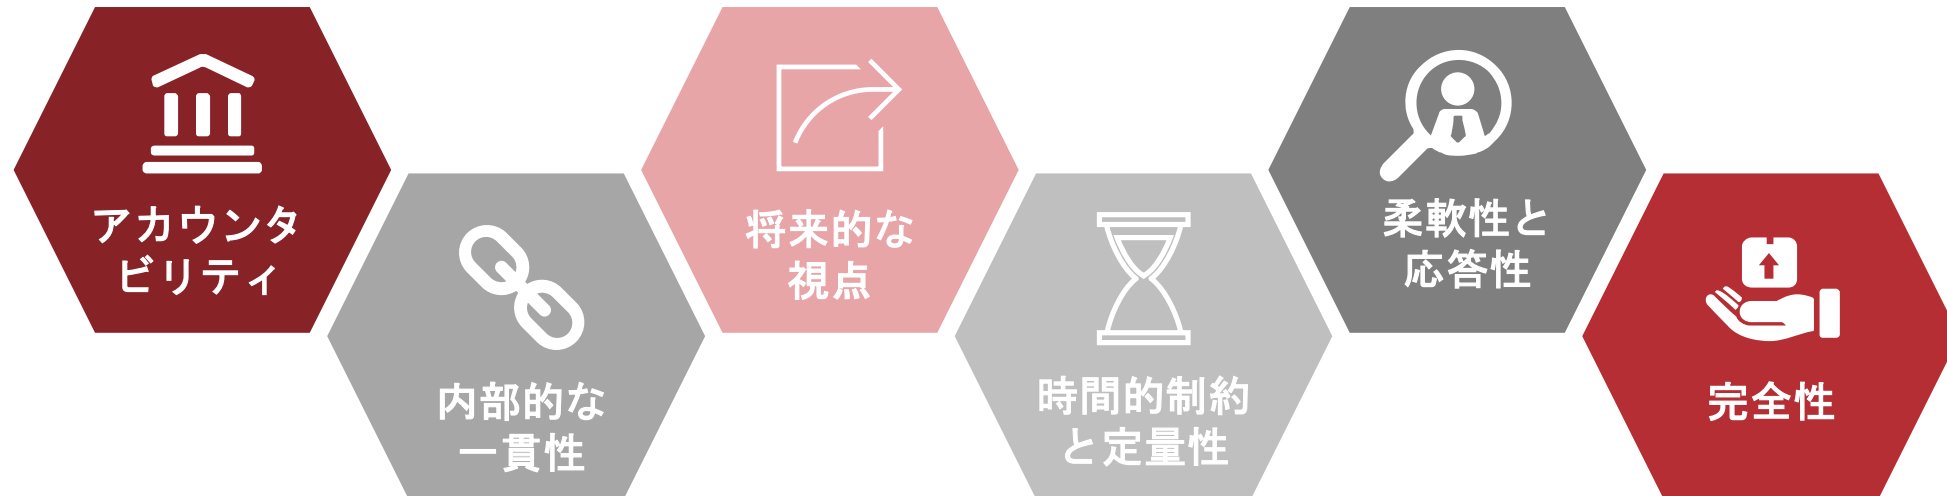 アカウンタ
ビリティ
内部的な
一貫性
将来的な
視点
時間的制約
と定量性
柔軟性と
応答性
完全性